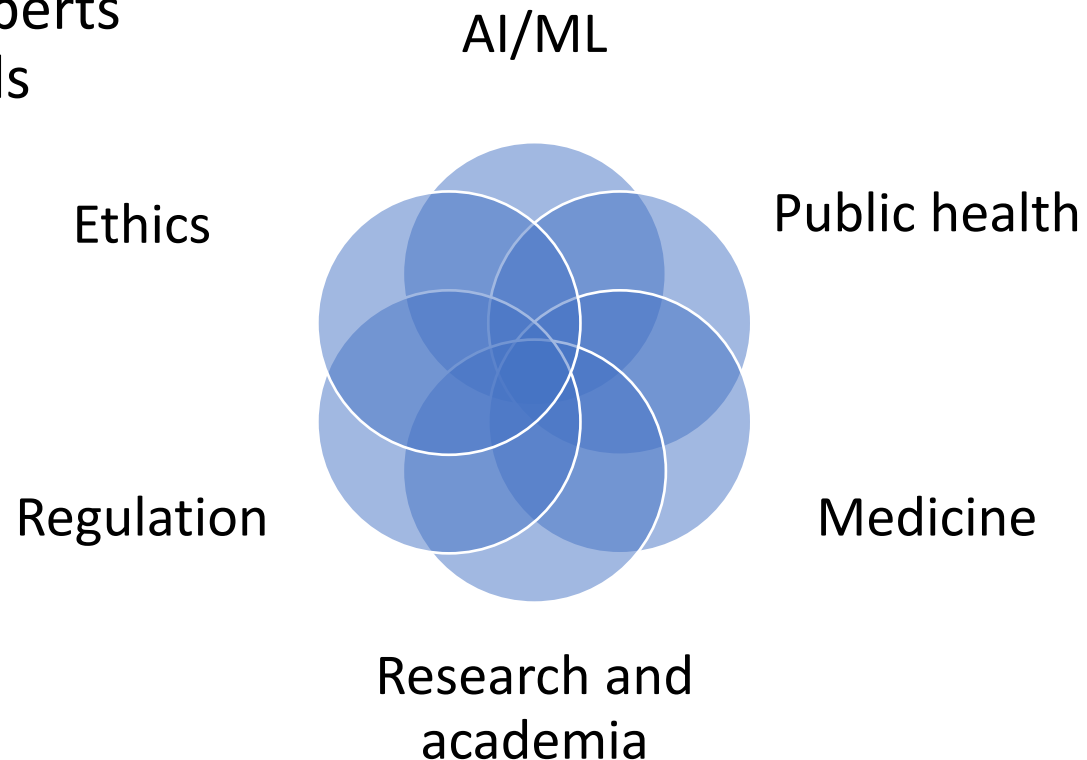 AI/ML
Ethics
Public health
Regulation
Medicine
Research and
academia